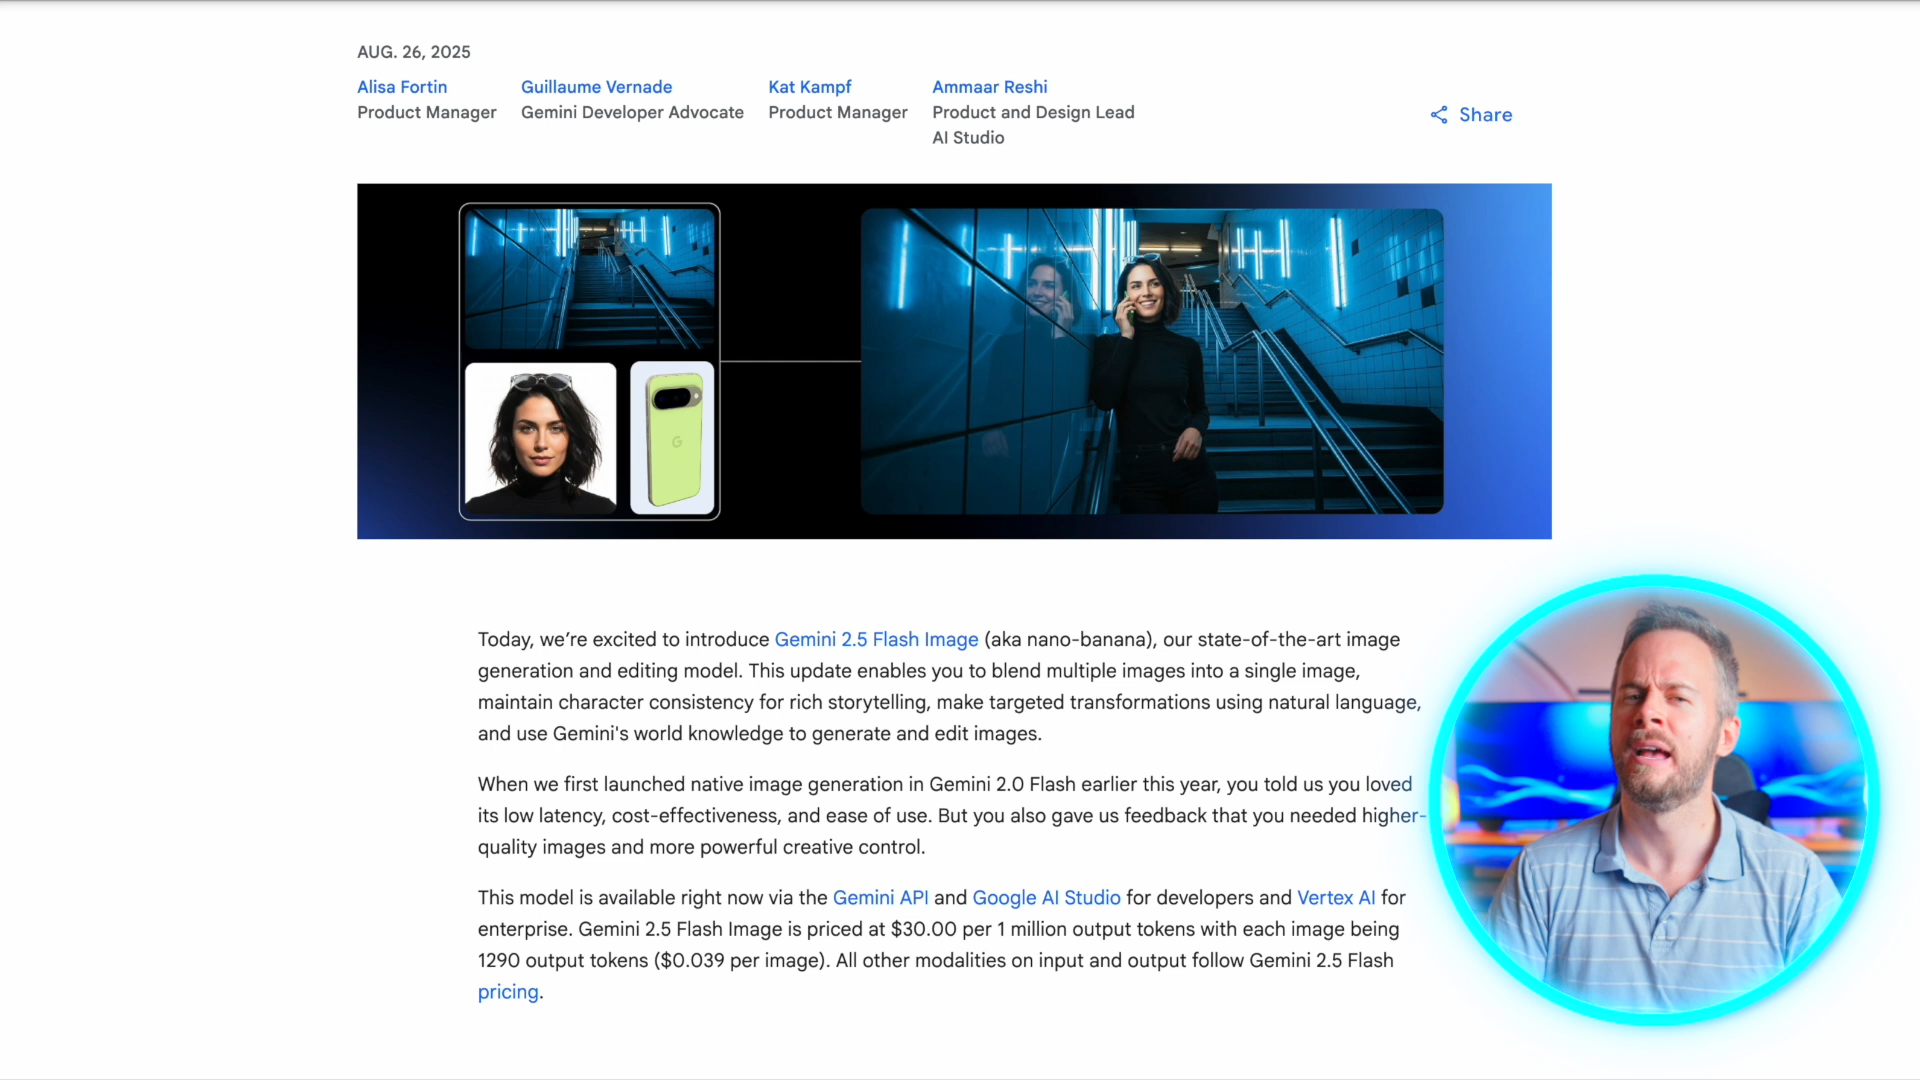 AUG. 26, 2025
Alisa Fortin
Product Manager
Guillaume Vernade
Gemini Developer Advocate
Kat Kampf
Product Manager
Ammaar Reshi
Product and Design Lead
AI Studio
Share
G
Today, we’re excited to introduce Gemini 2.5 Flash Image (aka nano-banana), our state-of-the-art image
generation and editing model. This update enables you to blend multiple images into a single image,
maintain character consistency for rich storytelling, make targeted transformations using natural language,
and use Gemini's world knowledge to generate and edit images.
When we first launched native image generation in Gemini 2.0 Flash earlier this year, you told us you loved
its low latency, cost-effectiveness, and ease of use. But you also gave us feedback that you needed higher-
quality images and more powerful creative control.
This model is available right now via the Gemini API and Google AI Studio for developers and Vertex AI for
enterprise. Gemini 2.5 Flash Image is priced at $30.00 per 1 million output tokens with each image being
1290 output tokens ($0.039 per image). All other modalities on input and output follow Gemini 2.5 Flash
pricing.